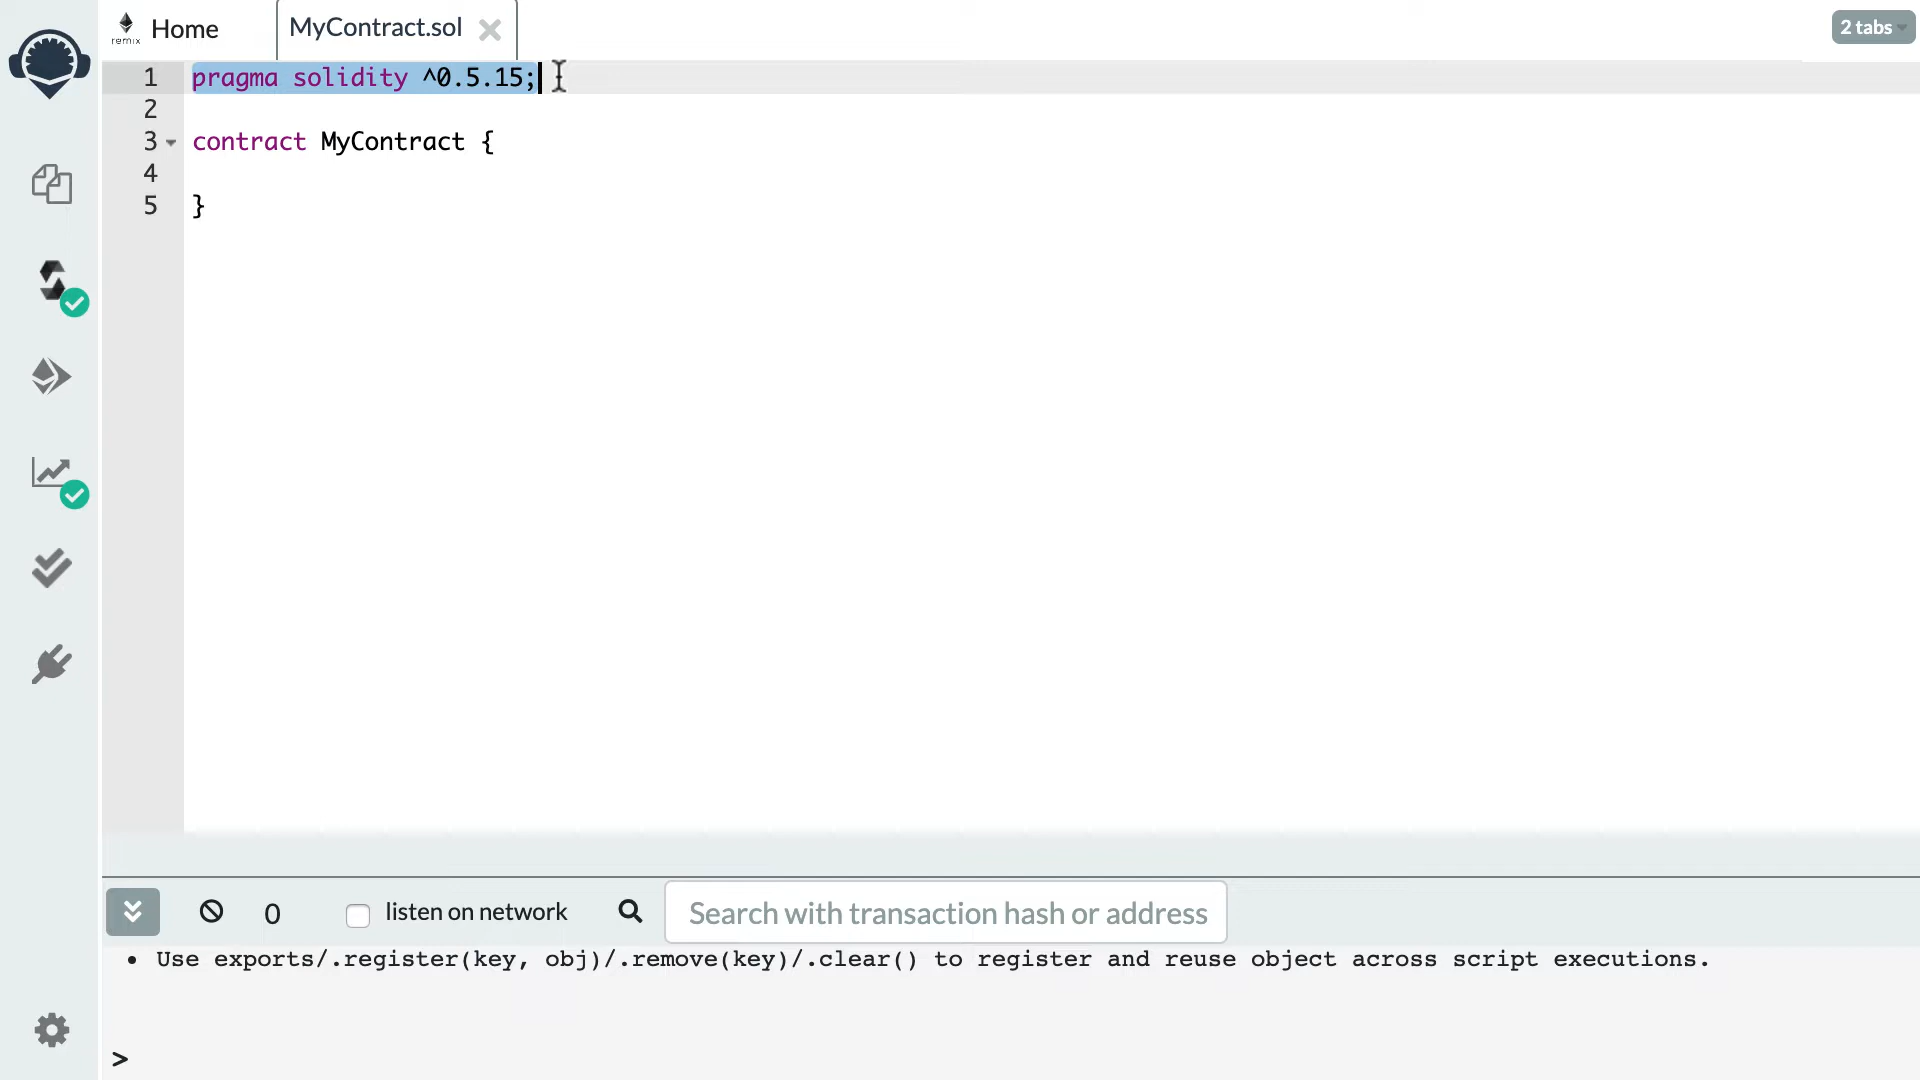 remix Home MyContract.sol 2 tabs
1 pragma solidity ^0.5.15;
2
3 contract MyContract {
4
5 }
0 listen on network Search with transaction hash or address
• Use exports/.register(key, obj)/.remove(key)/.clear() to register and reuse object across script executions.
>